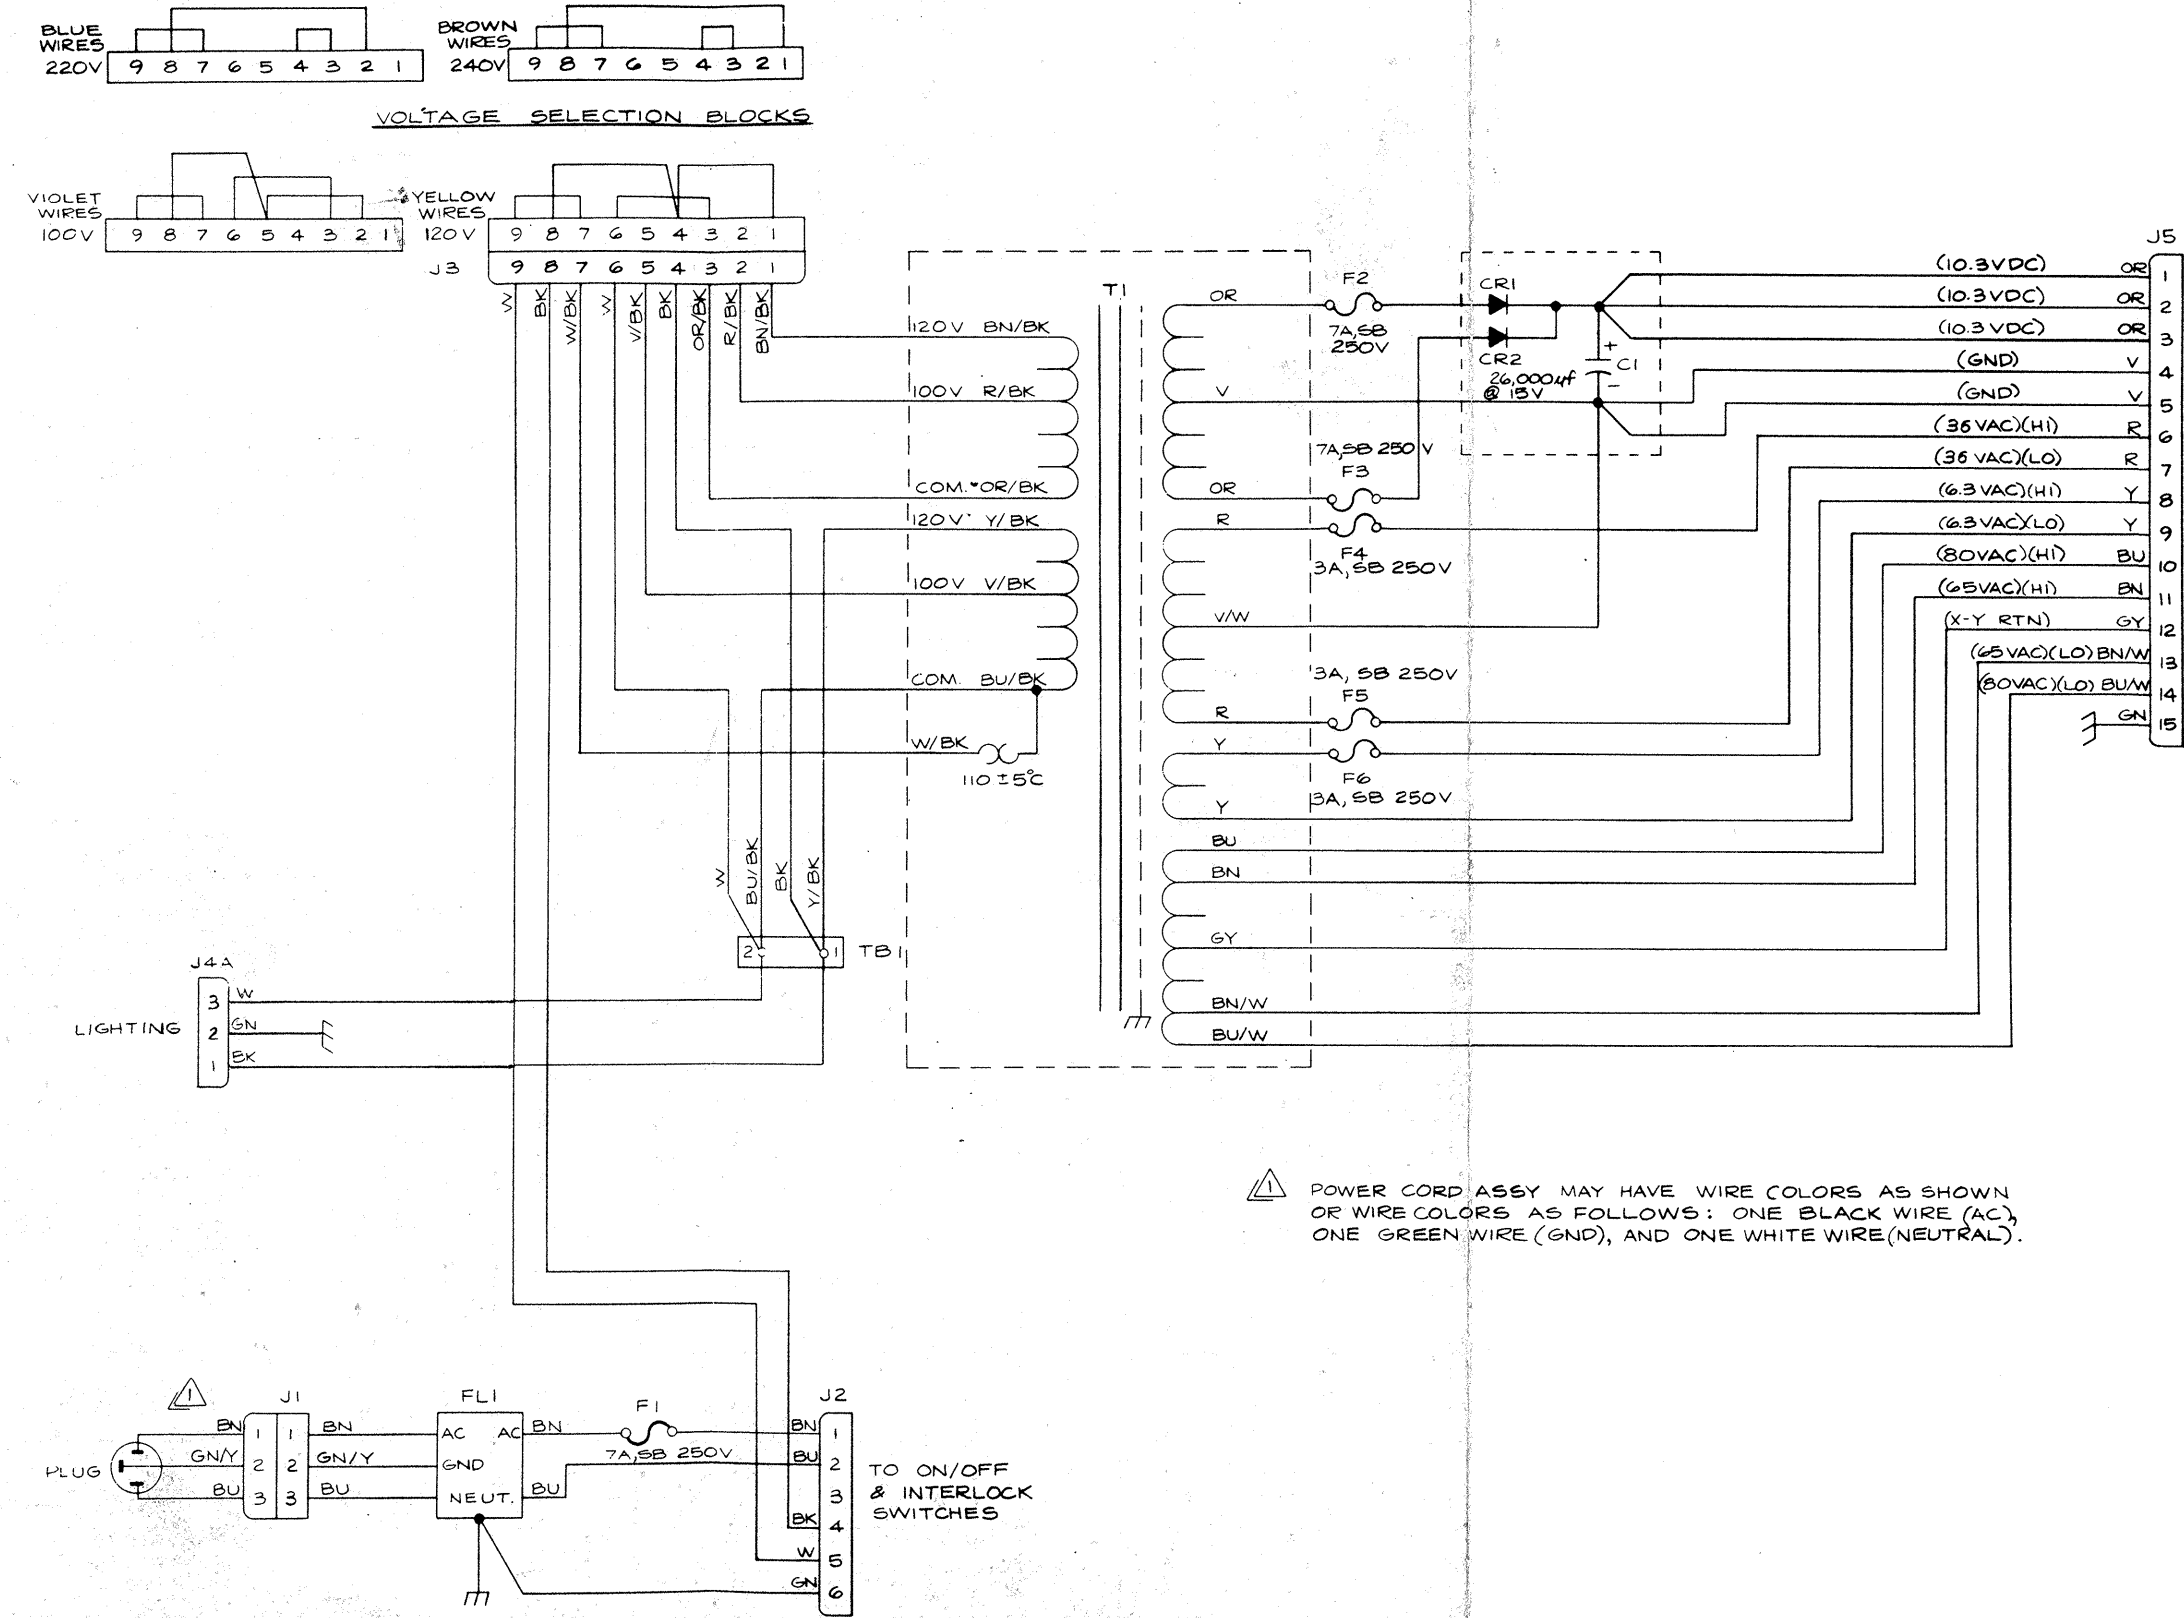 BLUE
WIRES
220V
9 8 7 6 5 4 3 2 1
BROWN
WIRES
240V
9 8 7 6 5 4 3 2 1
VOLTAGE SELECTION BLOCKS
VIOLET
WIRES
100V
9 8 7 6 5 4 3 2 1
YELLOW
WIRES
120V
9 8 7 6 5 4 3 2 1
J3
9 8 7 6 5 4 3 2 1
W
BK
W/BK
W
V/BK
BK
OR/BK
R/BK
BN/BK
120V BN/BK
100V R/BK
COM. OR/BK
120V Y/BK
100V V/BK
COM. BU/BK
W/BK
110 ±5°C
T1
OR
V
OR
R
V/W
R
Y
Y
BU
BN
GY
BN/W
BU/W
F2
7A,SB
250V
7A,SB 250V
F3
F4
3A, SB 250V
3A, SB 250V
F5
F6
3A, SB 250V
CR1
CR2
26,000µf
@ 15V
+
C1
−
J5
(10.3VDC) OR 1
(10.3VDC) OR 2
(10.3VDC) OR 3
(GND) V 4
(GND) V 5
(36VAC)(HI) R 6
(36VAC)(LO) R 7
(6.3VAC)(HI) Y 8
(6.3VAC)(LO) Y 9
(80VAC)(HI) BU 10
(65VAC)(HI) BN 11
(X-Y RTN) GY 12
(65VAC)(LO) BN/W 13
(80VAC)(LO) BU/W 14
GN 15
W
BU/BK
BK
Y/BK
2 1
TB1
J4A
LIGHTING
3 W
2 GN
1 BK
1 POWER CORD ASSY MAY HAVE WIRE COLORS AS SHOWN
OR WIRE COLORS AS FOLLOWS: ONE BLACK WIRE (AC),
ONE GREEN WIRE (GND), AND ONE WHITE WIRE (NEUTRAL).
1
PLUG
J1
BN 1 1 BN
GN/Y 2 2 GN/Y
BU 3 3 BU
FL1
AC AC
GND
NEUT.
BN
BU
F1
7A,SB 250V
J2
BN 1
BU 2
3
BK 4
W 5
GN 6
TO ON/OFF
& INTERLOCK
SWITCHES